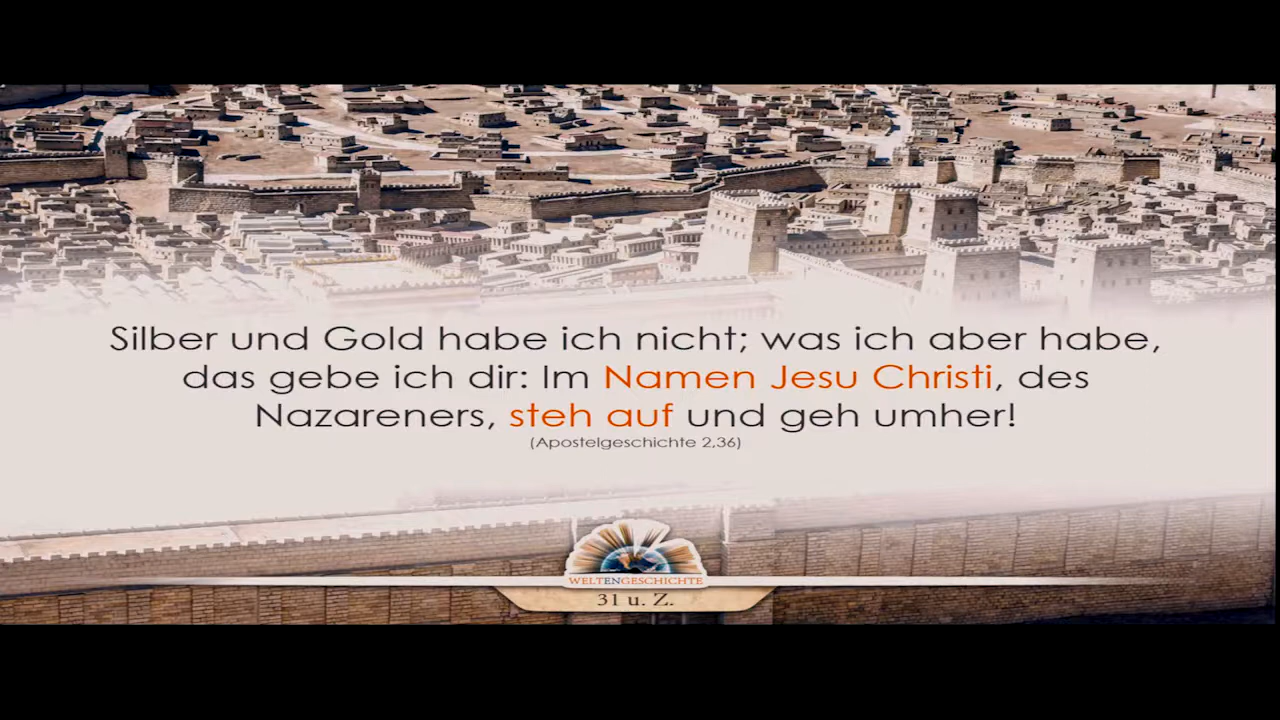 Silber und Gold habe ich nicht; was ich aber habe,
das gebe ich dir: Im Namen Jesu Christi, des
Nazareners, steh auf und geh umher!
(Apostelgeschichte 2,36)
WELTENGESCHICHTE
31 u. Z.